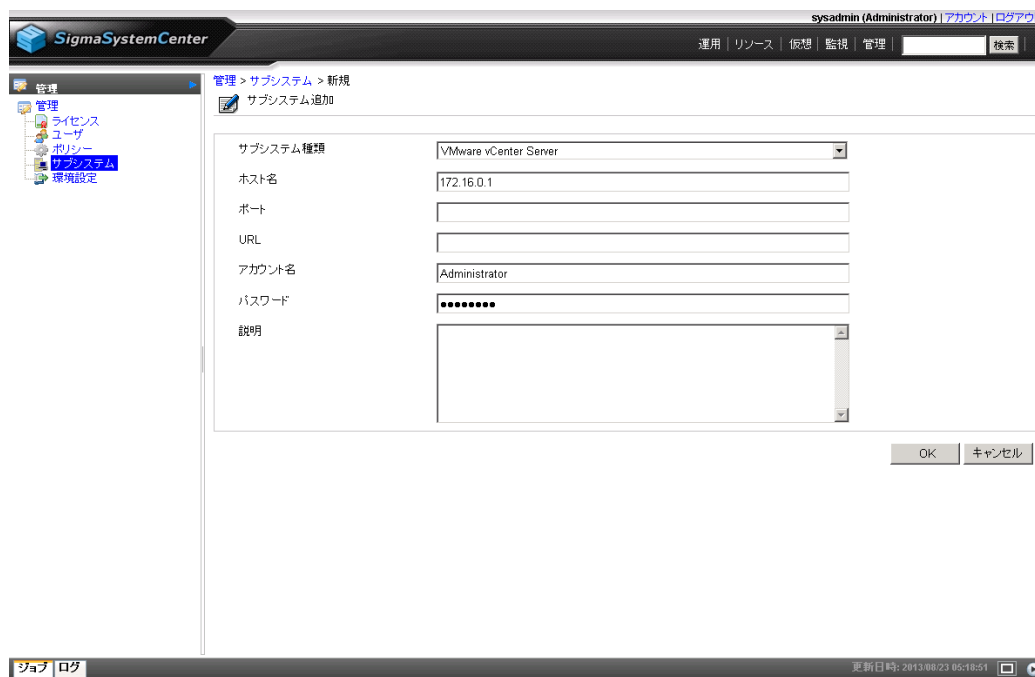 sysadmin (Administrator) | アカウント | ログアウ
SigmaSystemCenter
運用 | リソース | 仮想 | 監視 | 管理 | 検索 |
管理
管理
ライセンス
ユーザ
ポリシー
サブシステム
環境設定
管理 > サブシステム > 新規
サブシステム追加
サブシステム種類 VMware vCenter Server
ホスト名 172.16.0.1
ポート
URL
アカウント名 Administrator
パスワード ●●●●●●●●
説明
OK キャンセル
ジョブ ログ 更新日時: 2013/08/23 05:18:51